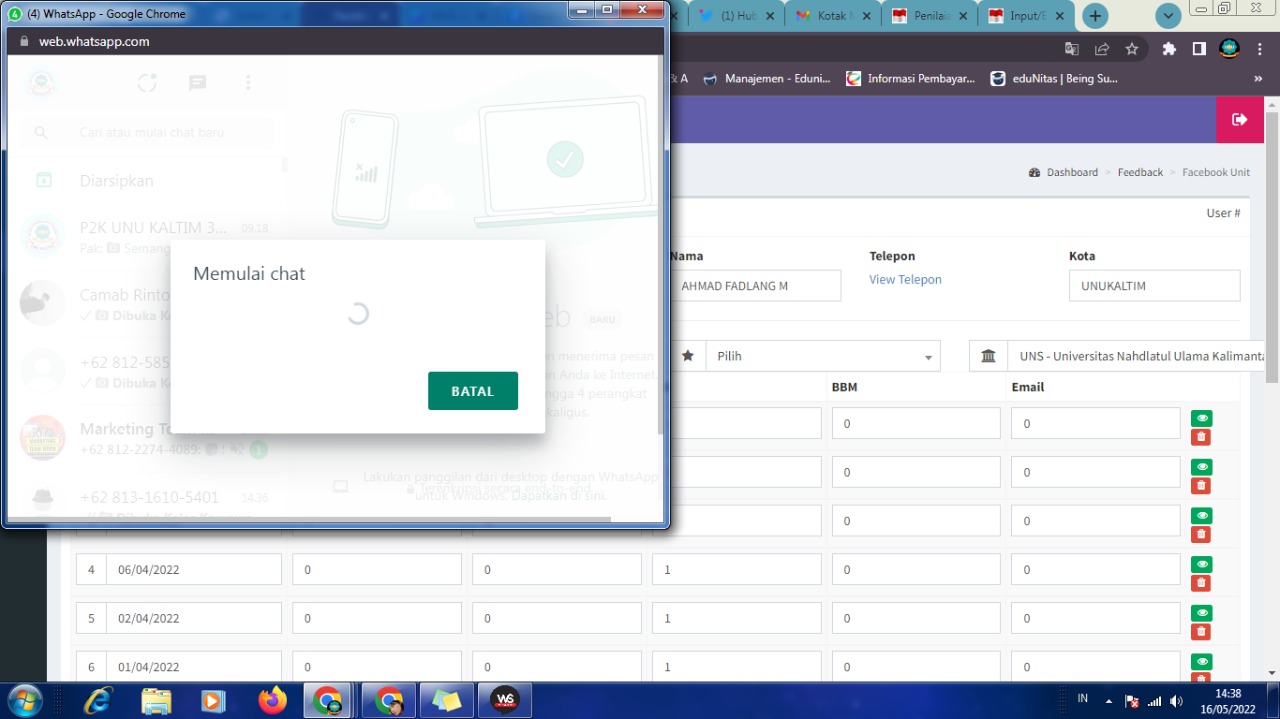 (4) WhatsApp - Google Chrome
web.whatsapp.com
(1) Hub
Kotak
Penilaia
Input/E
& A
Manajemen - Eduni...
Informasi Pembayar...
eduNitas | Being Su...
»
Cari atau mulai chat baru
Diarsipkan
P2K UNU KALTIM 3... 09.18
Pak: Semang
Camab Rinto
Dibuka Ke
+62 812-585
Dibuka K
Marketing
+62 812-2274-4089: 1
+62 813-1610-5401 14.36
Memulai chat
BATAL
eb BARU
menerima pesan
n Anda ke Internet.
ngga 4 perangkat
kaligus.
Lakukan panggilan dari desktop dengan WhatsApp
untuk Windows. Dapatkan di sini.
Terenkripsi secara end-to-end
Dashboard > Feedback > Facebook Unit
User #
Nama Telepon Kota
AHMAD FADLANG M View Telepon UNUKALTIM
Pilih UNS - Universitas Nahdlatul Ulama Kalimanta
BBM Email
0 0
0 0
0 0
4 06/04/2022 0 0 1 0 0
5 02/04/2022 0 0 1 0 0
6 01/04/2022 0 0 1 0 0
WS
IN
14:38
16/05/2022